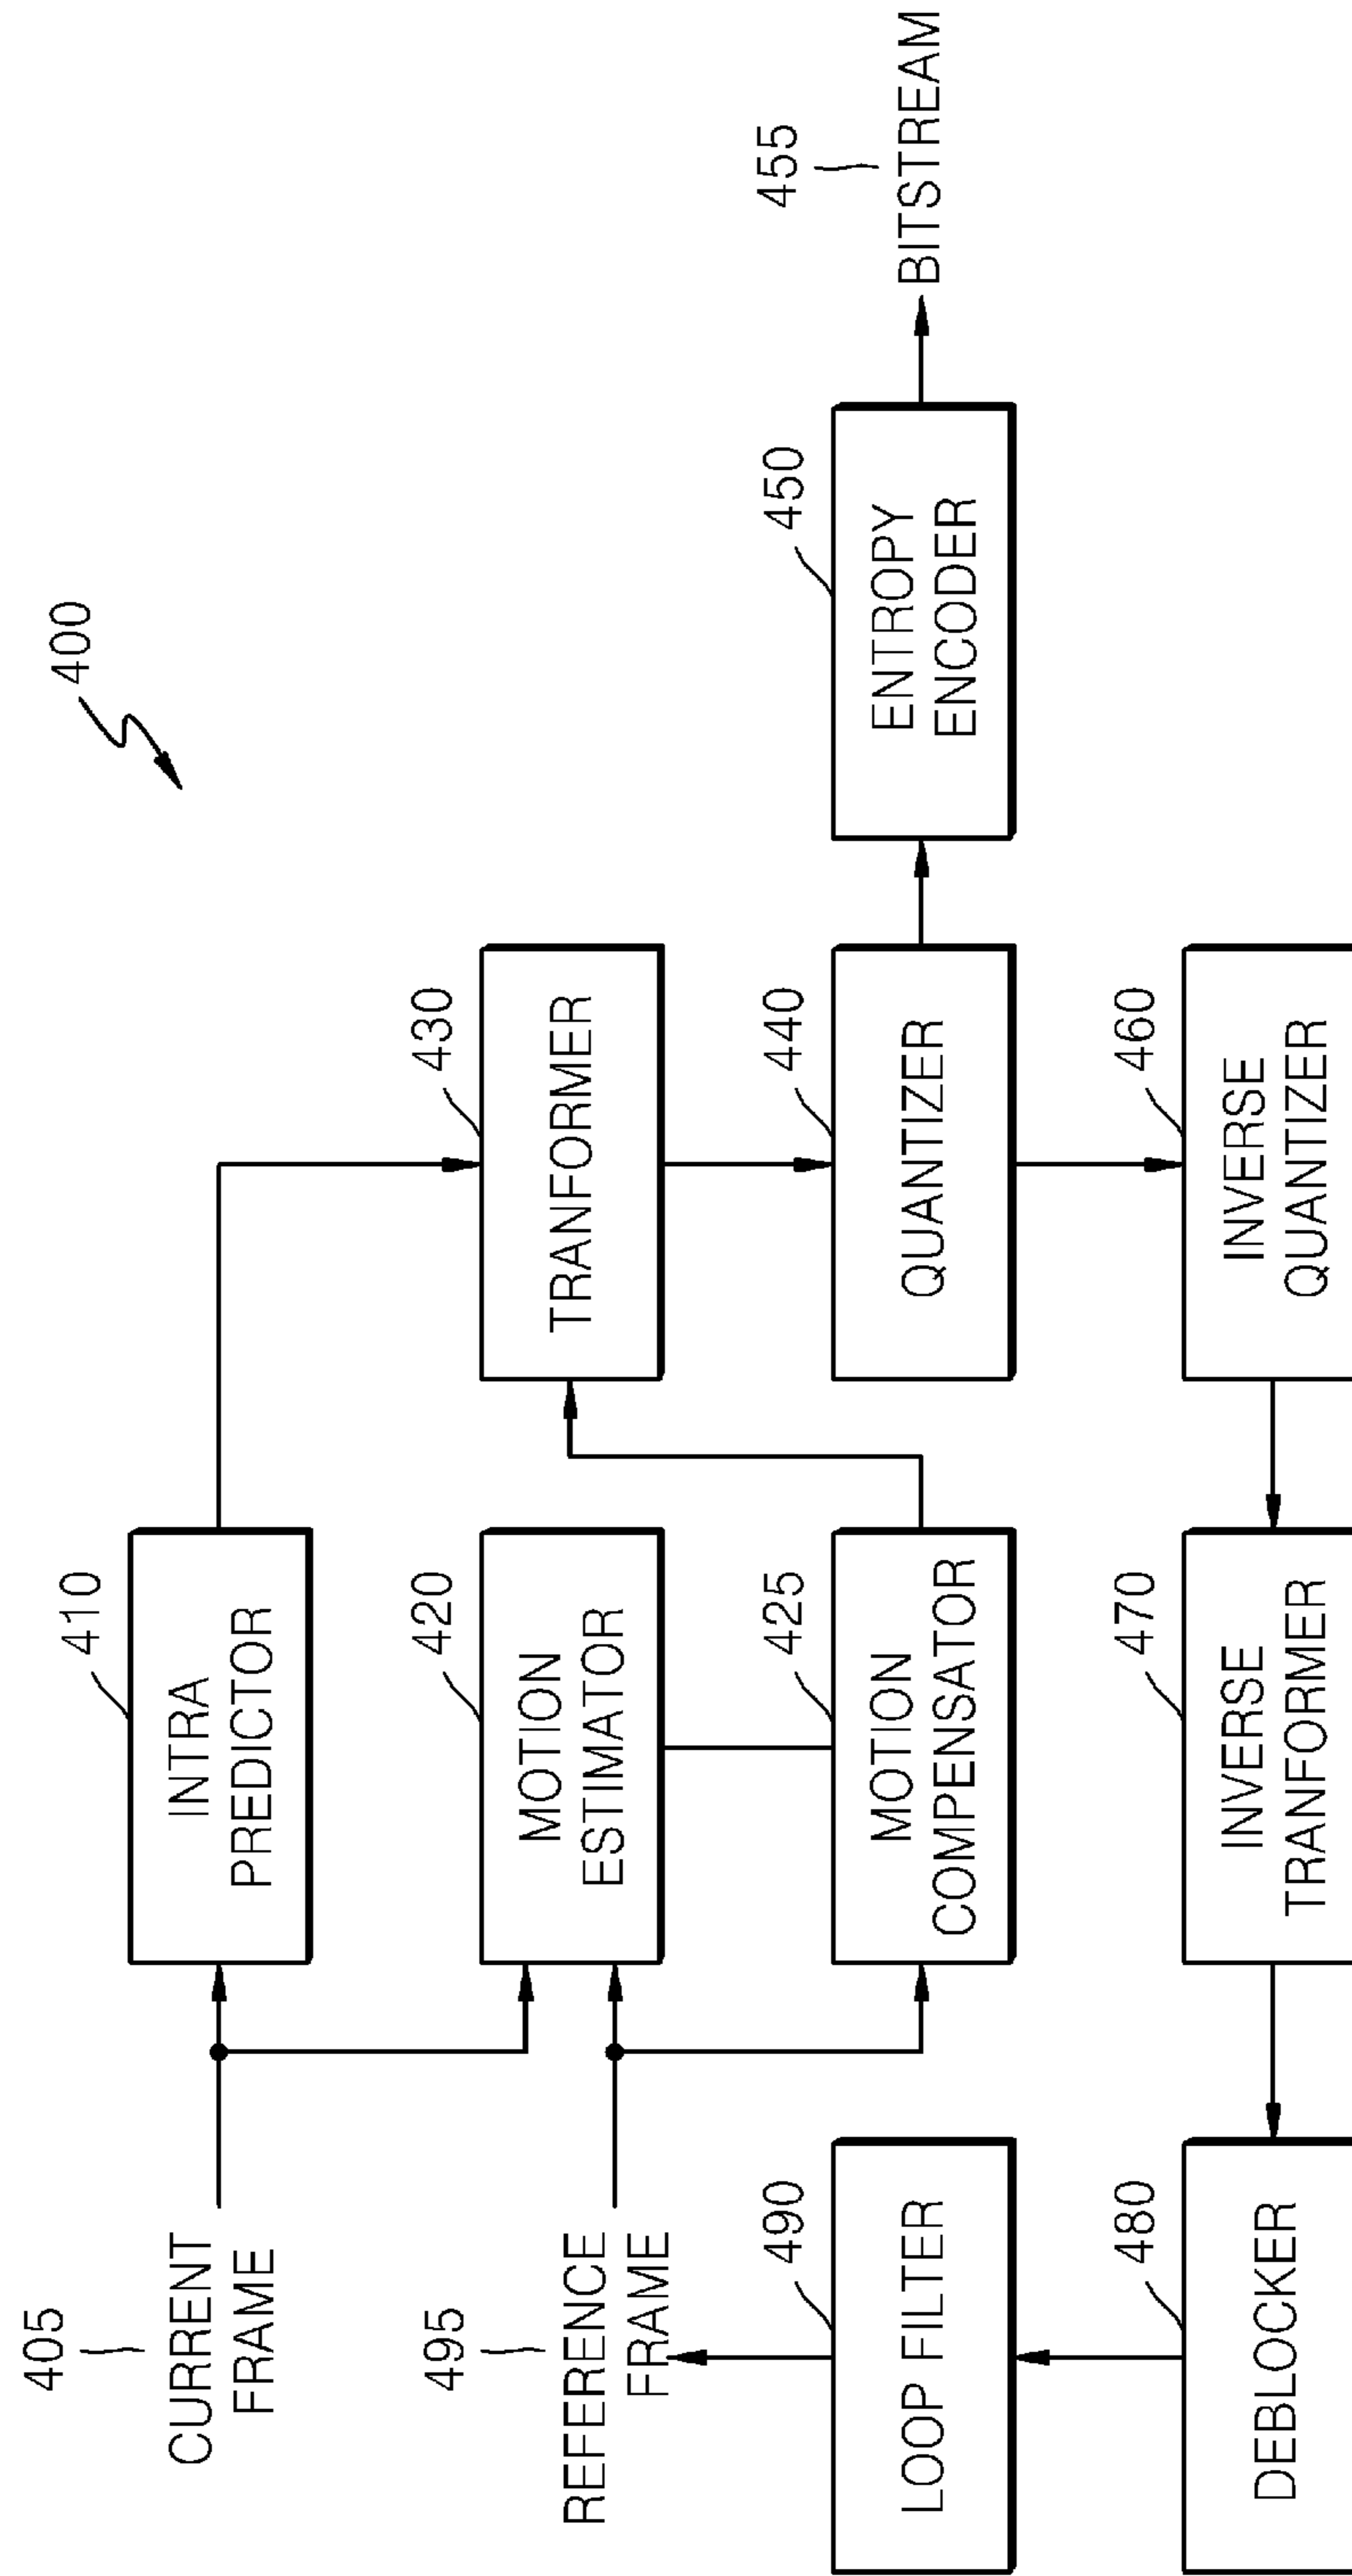 400
405
CURRENT
FRAME
410
INTRA
PREDICTOR
495
REFERENCE
FRAME
420
MOTION
ESTIMATOR
430
TRANFORMER
490
LOOP FILTER
425
MOTION
COMPENSATOR
440
QUANTIZER
450
ENTROPY
ENCODER
455
BITSTREAM
480
DEBLOCKER
470
INVERSE
TRANFORMER
460
INVERSE
QUANTIZER